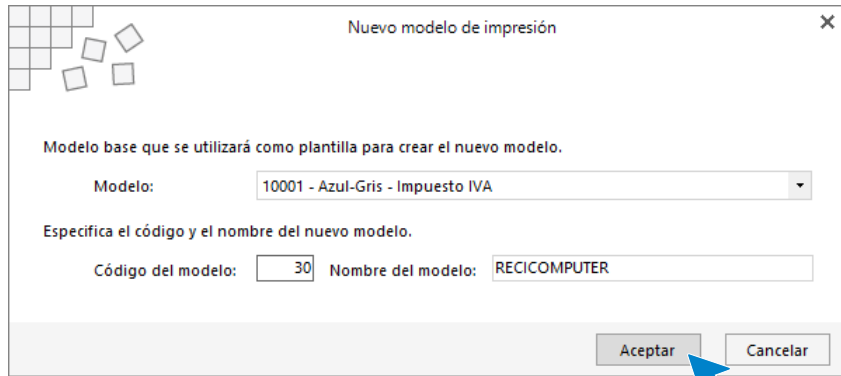 Nuevo modelo de impresión
Modelo base que se utilizará como plantilla para crear el nuevo modelo.
Modelo: 10001 - Azul-Gris - Impuesto IVA
Especifica el código y el nombre del nuevo modelo.
Código del modelo: 30 Nombre del modelo: RECICOMPUTER
Aceptar Cancelar